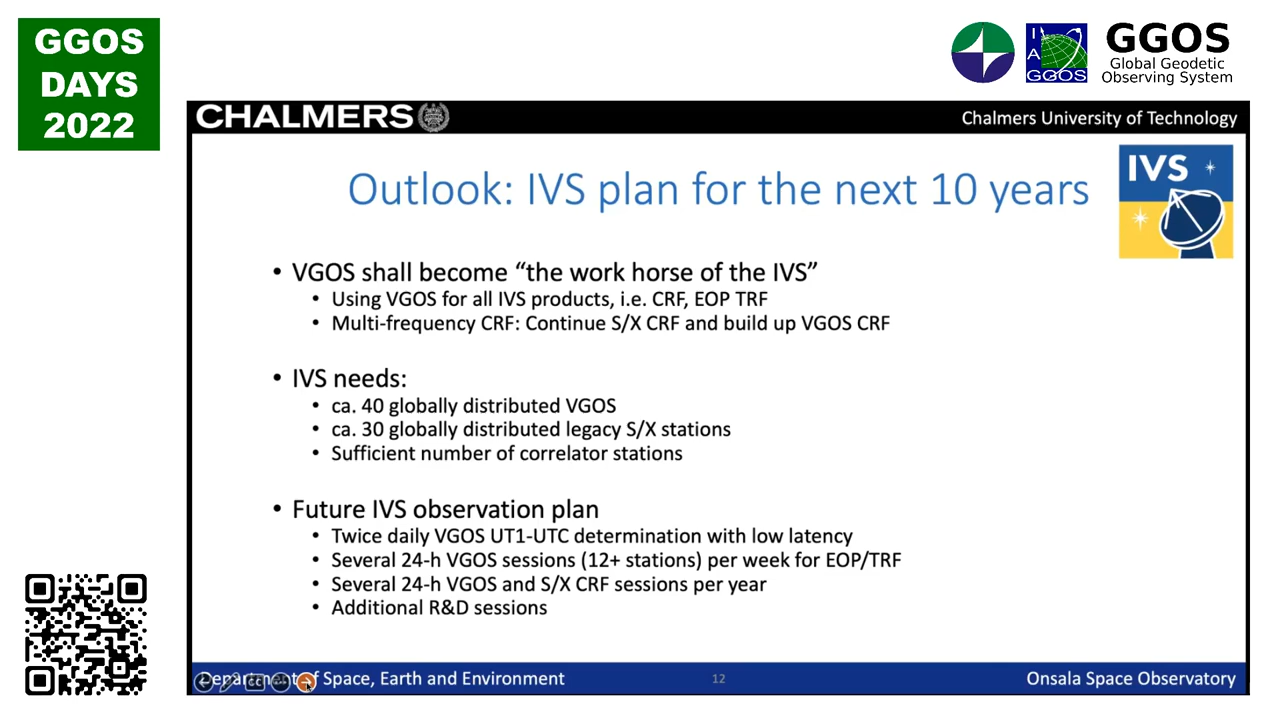 GGOS
DAYS
2022
I
A
G
GGOS
GGOS
Global Geodetic
Observing System
CHALMERS
Chalmers University of Technology
IVS
Outlook: IVS plan for the next 10 years
• VGOS shall become “the work horse of the IVS”
• Using VGOS for all IVS products, i.e. CRF, EOP TRF
• Multi-frequency CRF: Continue S/X CRF and build up VGOS CRF
• IVS needs:
• ca. 40 globally distributed VGOS
• ca. 30 globally distributed legacy S/X stations
• Sufficient number of correlator stations
• Future IVS observation plan
• Twice daily VGOS UT1-UTC determination with low latency
• Several 24-h VGOS sessions (12+ stations) per week for EOP/TRF
• Several 24-h VGOS and S/X CRF sessions per year
• Additional R&D sessions
Department of Space, Earth and Environment
12
Onsala Space Observatory